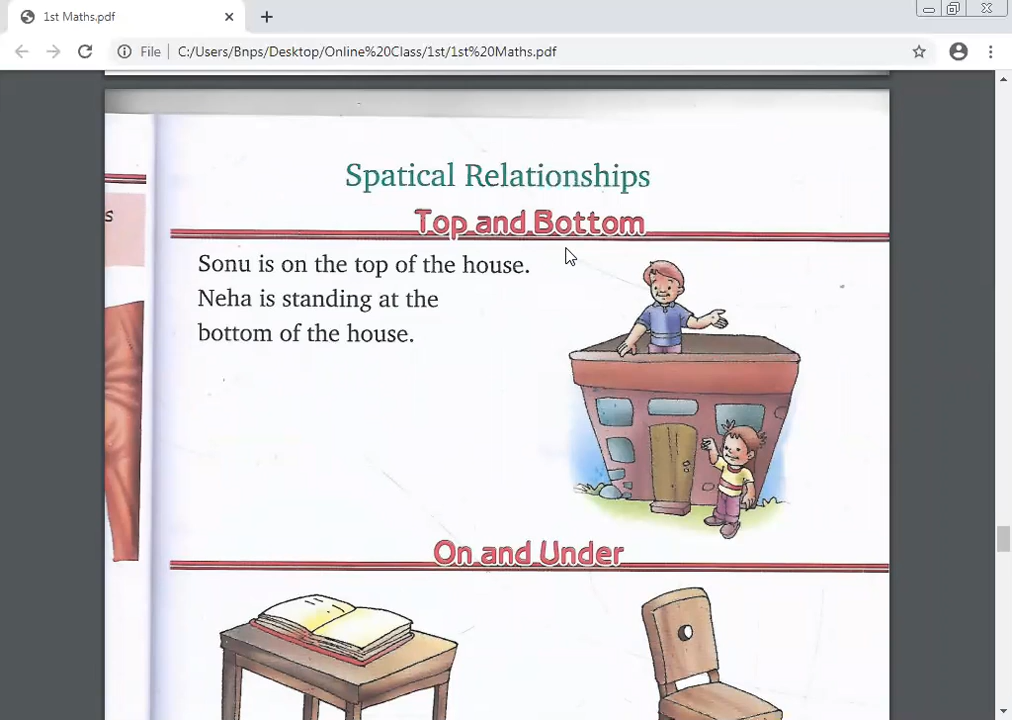 1st Maths.pdf
File | C:/Users/Bnps/Desktop/Online%20Class/1st/1st%20Maths.pdf
s
Spatical Relationships
Top and Bottom
Sonu is on the top of the house.
Neha is standing at the
bottom of the house.
On and Under